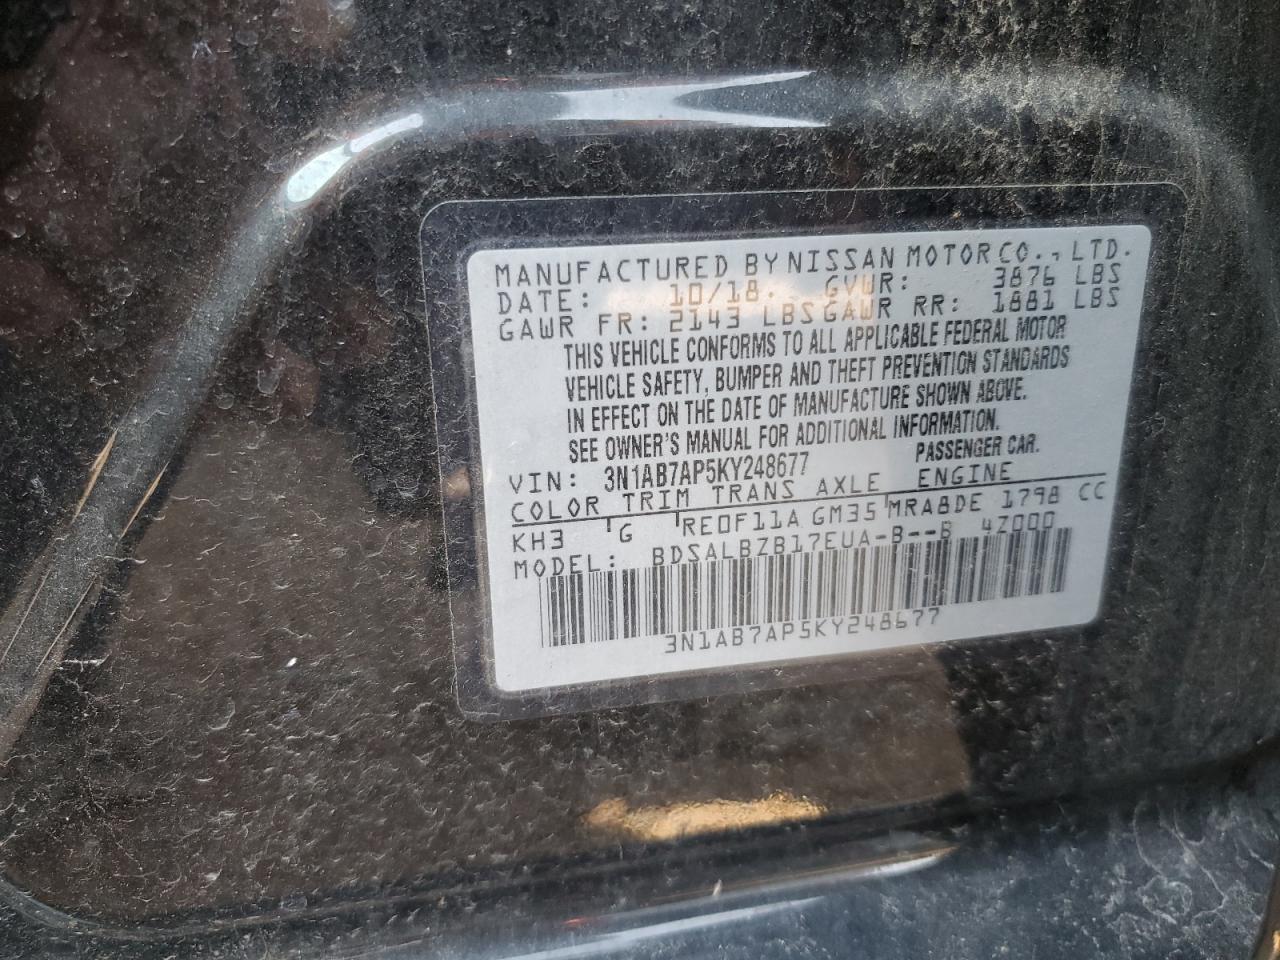 MANUFACTURED BY NISSAN MOTOR CO., LTD.
DATE: 10/18. GVWR: 3876 LBS
GAWR FR: 2143 LBS GAWR RR: 1881 LBS
THIS VEHICLE CONFORMS TO ALL APPLICABLE FEDERAL MOTOR
VEHICLE SAFETY, BUMPER AND THEFT PREVENTION STANDARDS
IN EFFECT ON THE DATE OF MANUFACTURE SHOWN ABOVE.
SEE OWNER'S MANUAL FOR ADDITIONAL INFORMATION.
VIN: 3N1AB7AP5KY248677 PASSENGER CAR.
COLOR TRIM TRANS AXLE ENGINE
KH3 G RE0F11A GM35 MRA8DE 1798 CC
MODEL: BDSALBZB17EUA-B--B 4Z000
3N1AB7AP5KY248677